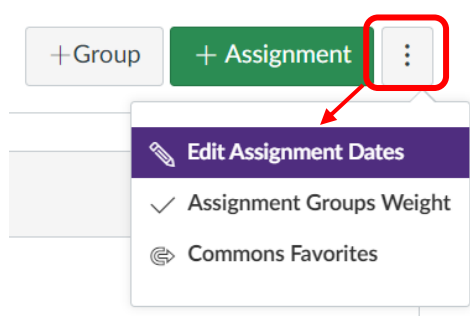 +Group
+ Assignment
Edit Assignment Dates
Assignment Groups Weight
Commons Favorites